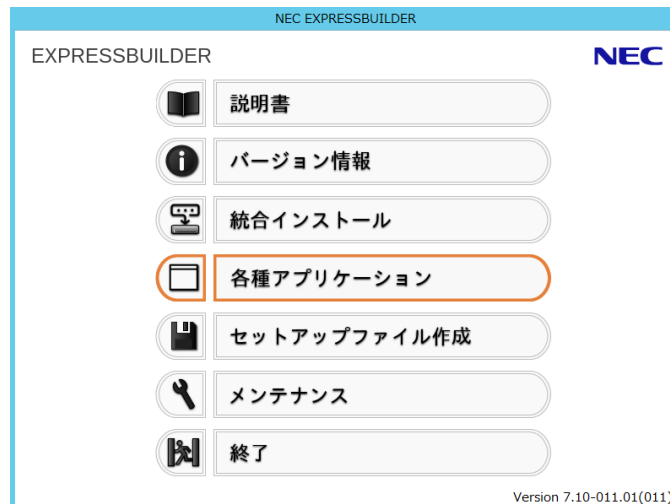 NEC EXPRESSBUILDER
EXPRESSBUILDER
NEC
説明書
バージョン情報
統合インストール
各種アプリケーション
セットアップファイル作成
メンテナンス
終了
Version 7.10-011.01(011)